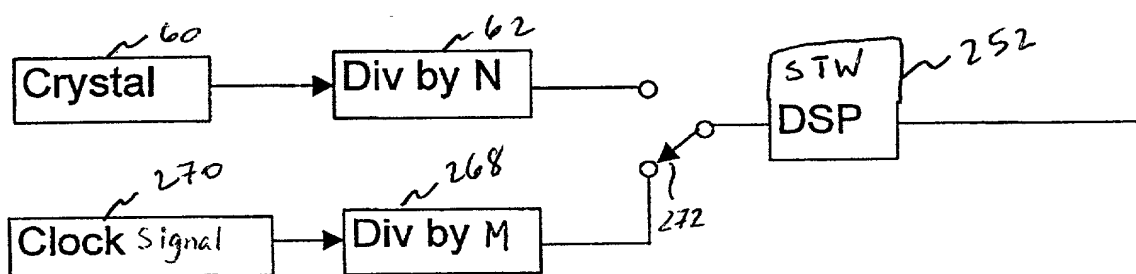 60
62
252
Crystal
Div by N
STW
DSP
270
268
272
Clock Signal
Div by M